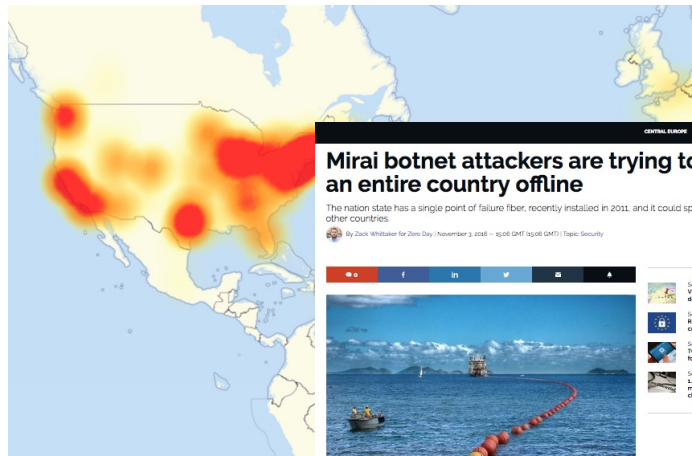 CENTRAL EUROPE
Mirai botnet attackers are trying to
an entire country offline
The nation state has a single point of failure fiber, recently installed in 2011, and it could sp
other countries.
By Zack Whittaker for Zero Day | November 3, 2016 -- 15:06 GMT (15:06 GMT) | Topic: Security
0
f
in